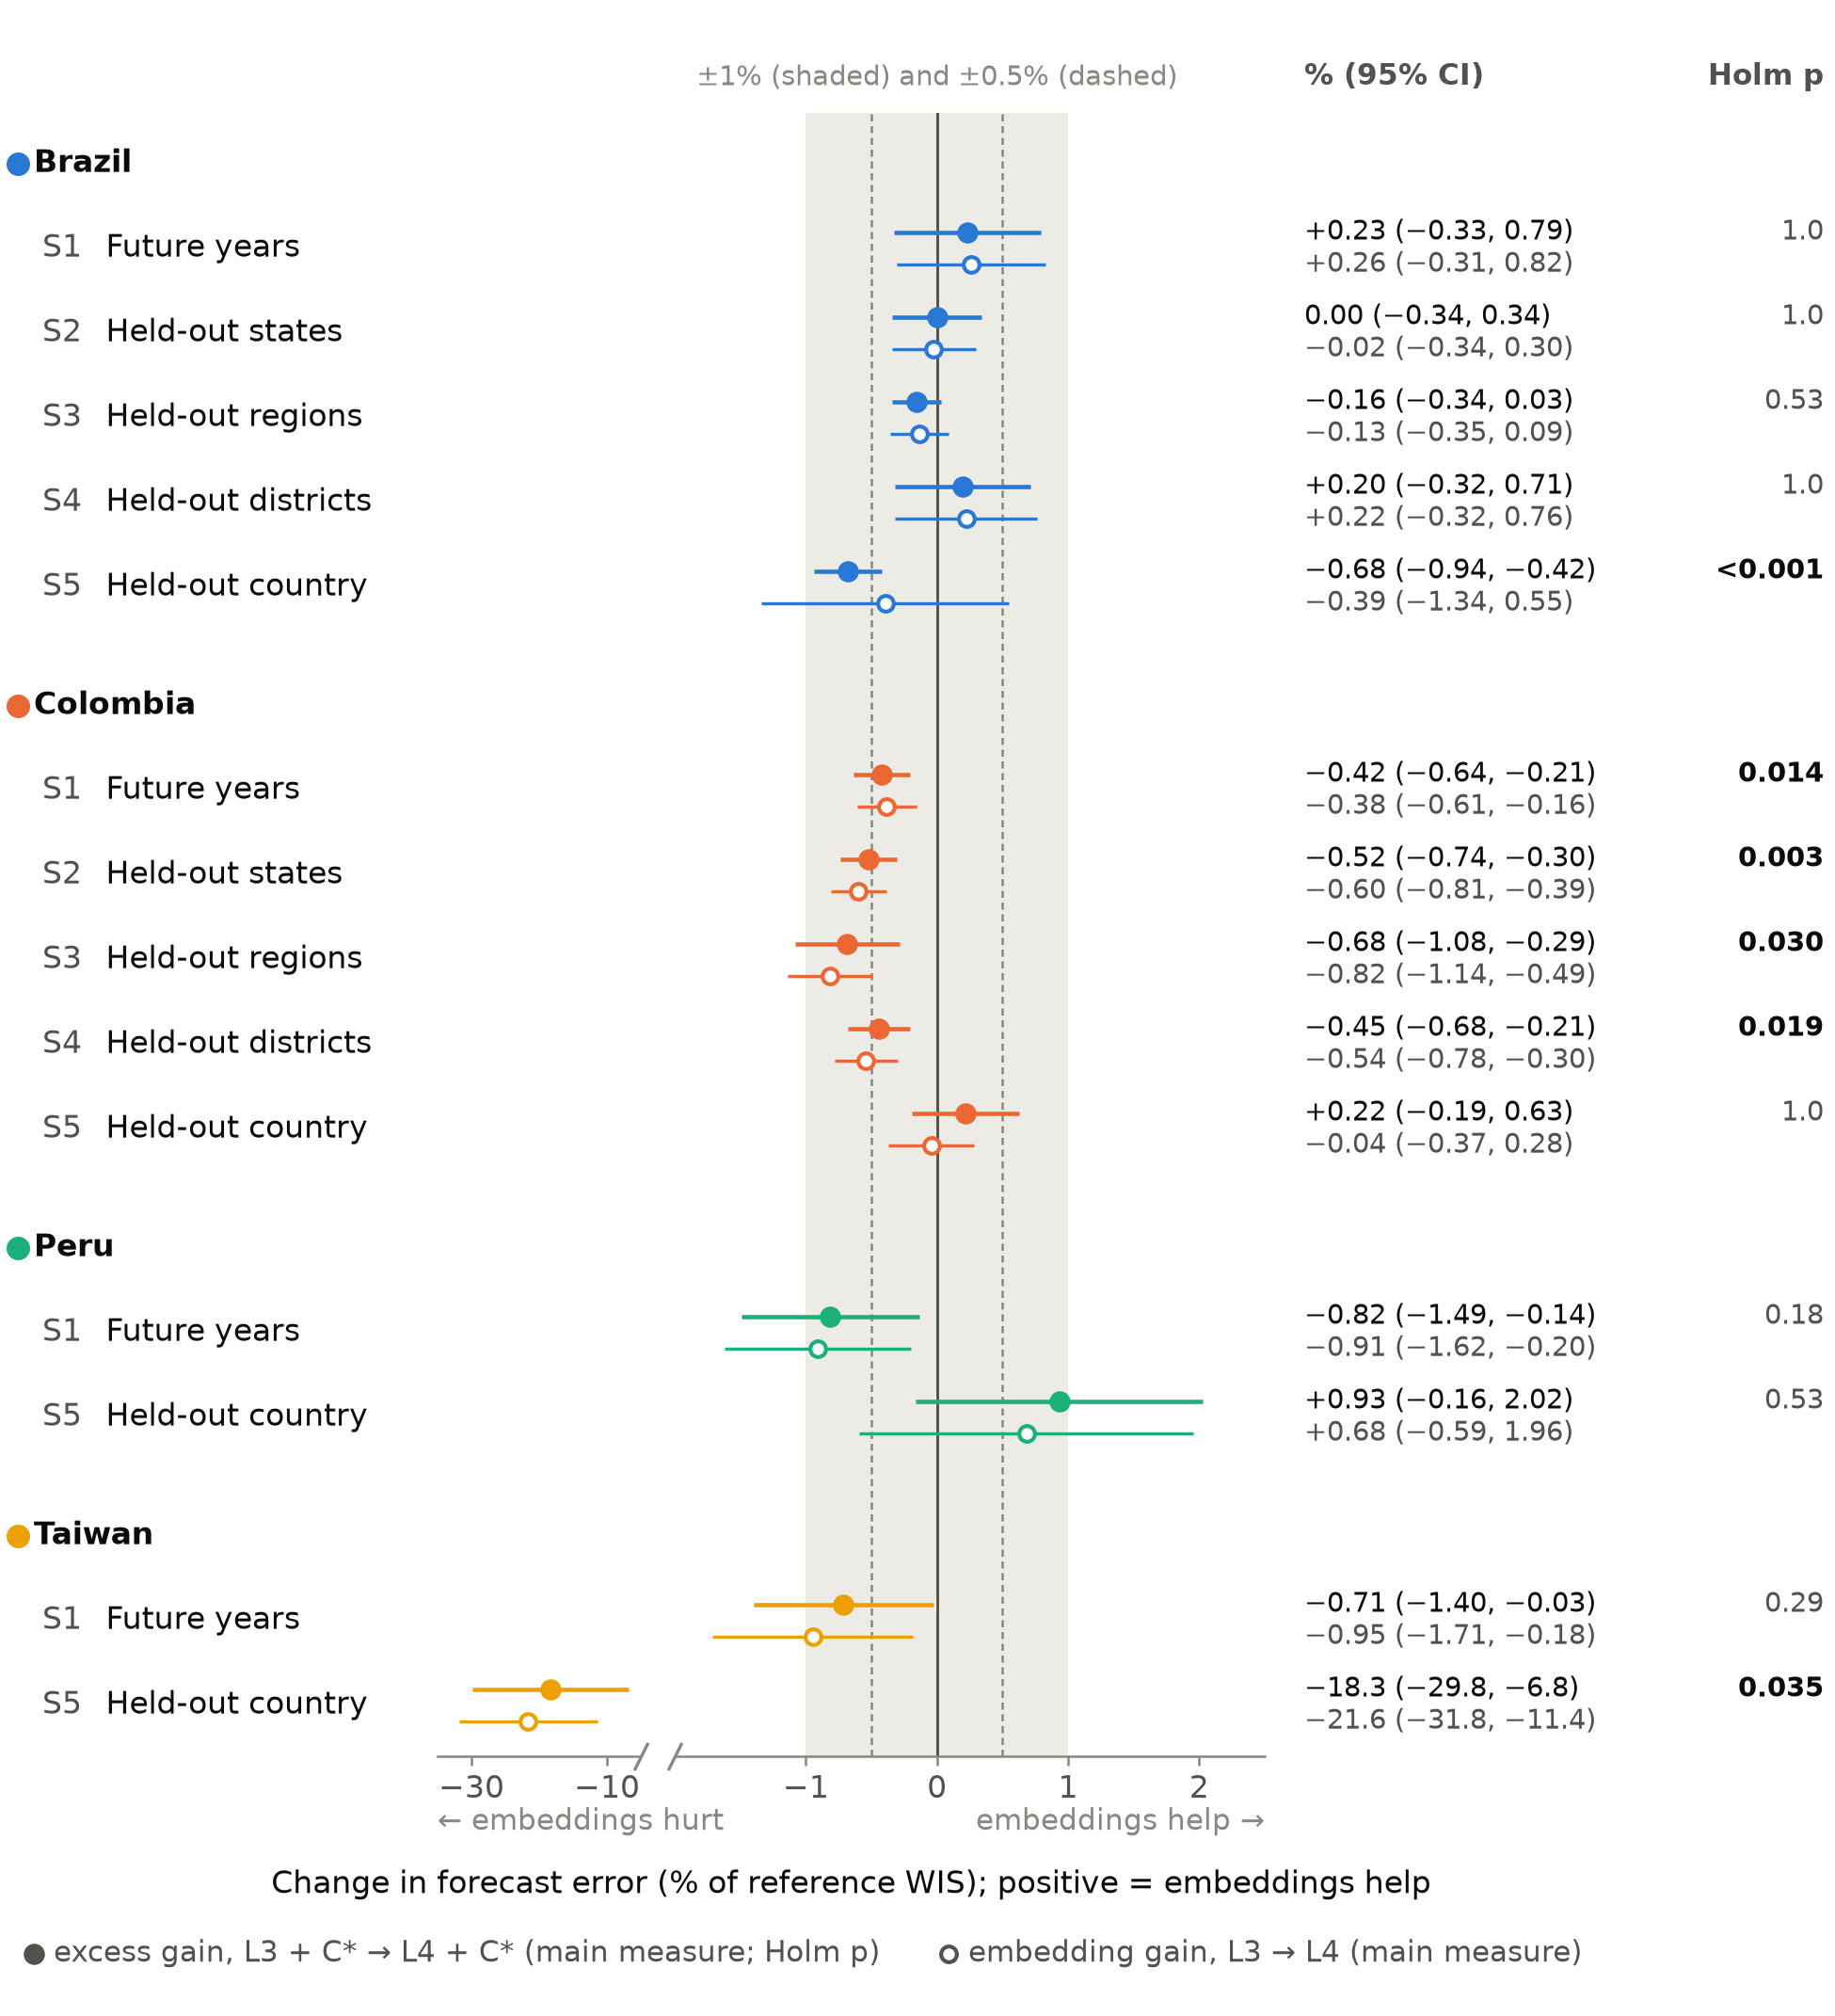 ±1% (shaded) and ±0.5% (dashed) % (95% CI) Holm p
Brazil
S1 Future years +0.23 (−0.33, 0.79) 1.0
+0.26 (−0.31, 0.82)
S2 Held-out states 0.00 (−0.34, 0.34) 1.0
−0.02 (−0.34, 0.30)
S3 Held-out regions −0.16 (−0.34, 0.03) 0.53
−0.13 (−0.35, 0.09)
S4 Held-out districts +0.20 (−0.32, 0.71) 1.0
+0.22 (−0.32, 0.76)
S5 Held-out country −0.68 (−0.94, −0.42) <0.001
−0.39 (−1.34, 0.55)
Colombia
S1 Future years −0.42 (−0.64, −0.21) 0.014
−0.38 (−0.61, −0.16)
S2 Held-out states −0.52 (−0.74, −0.30) 0.003
−0.60 (−0.81, −0.39)
S3 Held-out regions −0.68 (−1.08, −0.29) 0.030
−0.82 (−1.14, −0.49)
S4 Held-out districts −0.45 (−0.68, −0.21) 0.019
−0.54 (−0.78, −0.30)
S5 Held-out country +0.22 (−0.19, 0.63) 1.0
−0.04 (−0.37, 0.28)
Peru
S1 Future years −0.82 (−1.49, −0.14) 0.18
−0.91 (−1.62, −0.20)
S5 Held-out country +0.93 (−0.16, 2.02) 0.53
+0.68 (−0.59, 1.96)
Taiwan
S1 Future years −0.71 (−1.40, −0.03) 0.29
−0.95 (−1.71, −0.18)
S5 Held-out country −18.3 (−29.8, −6.8) 0.035
−21.6 (−31.8, −11.4)
−30 −10 −1 0 1 2
← embeddings hurt embeddings help →
Change in forecast error (% of reference WIS); positive = embeddings help
excess gain, L3 + C* → L4 + C* (main measure; Holm p) embedding gain, L3 → L4 (main measure)